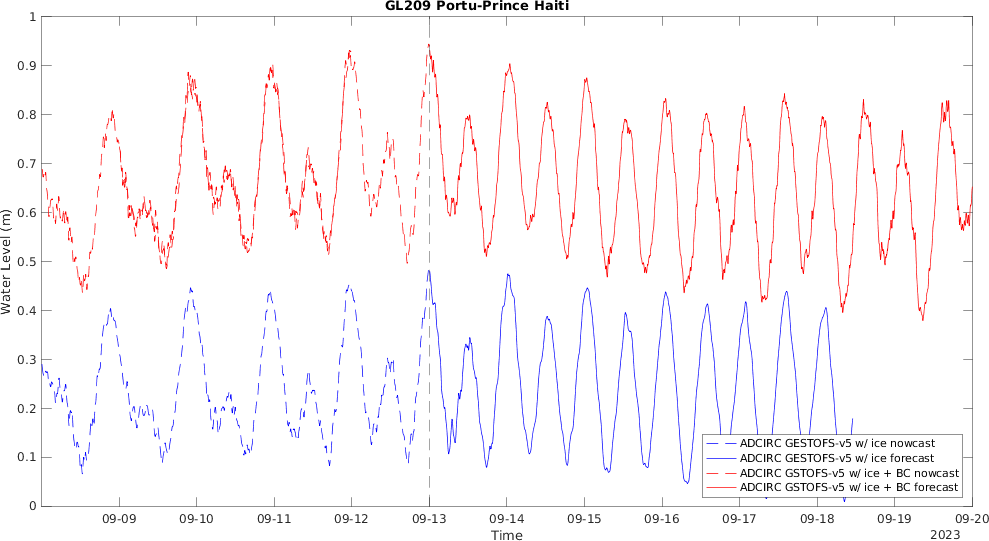 GL209 Portu-Prince Haiti
1
0.9
0.8
0.7
0.6
0.5
0.4
0.3
0.2
0.1
0
Water Level (m)
ADCIRC GESTOFS-v5 w/ ice nowcast
ADCIRC GESTOFS-v5 w/ ice forecast
ADCIRC GSTOFS-v5 w/ ice + BC nowcast
ADCIRC GSTOFS-v5 w/ ice + BC forecast
09-09 09-10 09-11 09-12 09-13 09-14 09-15 09-16 09-17 09-18 09-19 09-20
Time
2023